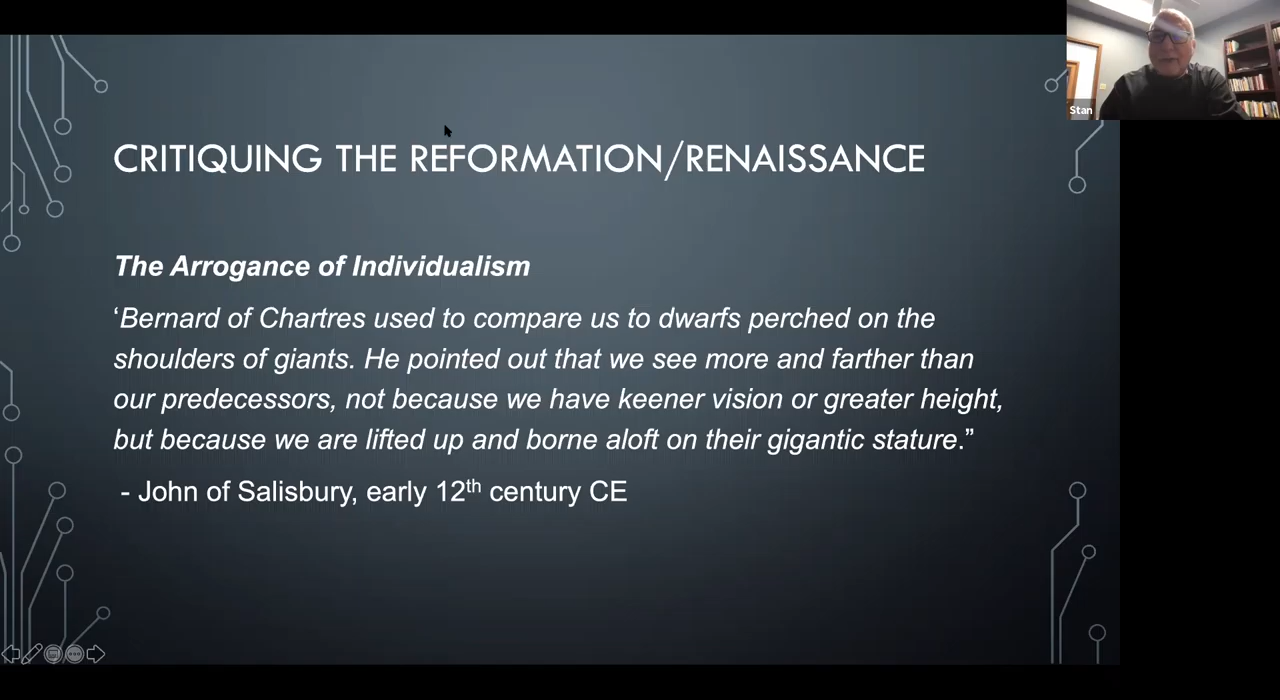 CRITIQUING THE REFORMATION/RENAISSANCE
The Arrogance of Individualism
‘Bernard of Chartres used to compare us to dwarfs perched on the
shoulders of giants. He pointed out that we see more and farther than
our predecessors, not because we have keener vision or greater height,
but because we are lifted up and borne aloft on their gigantic stature.”
- John of Salisbury, early 12th century CE
Stan